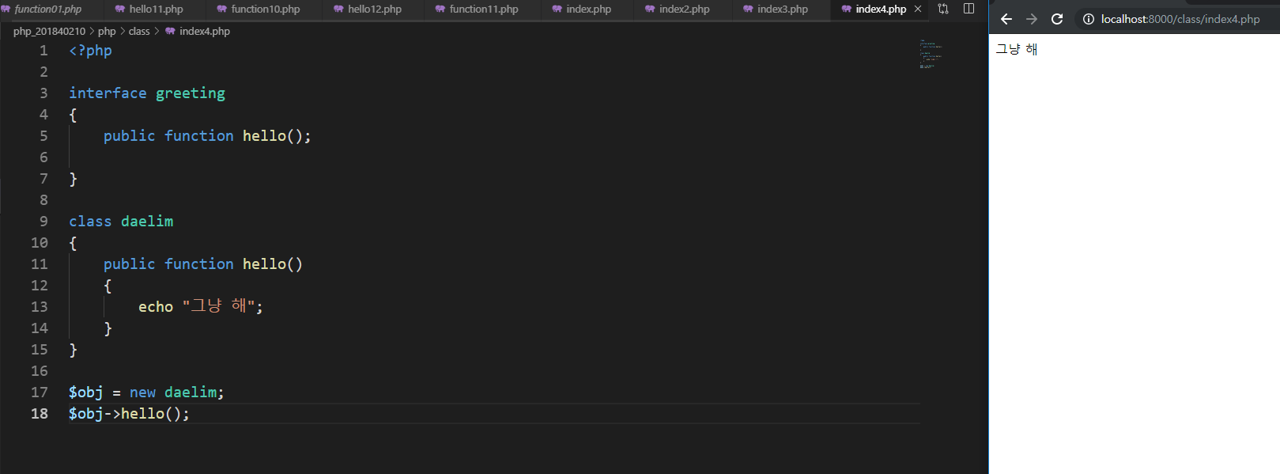 function01.php hello11.php function10.php hello12.php function11.php index.php index2.php index3.php index4.php
localhost:8000/class/index4.php
php_201840210 > php > class > index4.php
그냥 해
1 <?php
2
3 interface greeting
4 {
5     public function hello();
6
7 }
8
9 class daelim
10 {
11     public function hello()
12     {
13         echo "그냥 해";
14     }
15 }
16
17 $obj = new daelim;
18 $obj->hello();